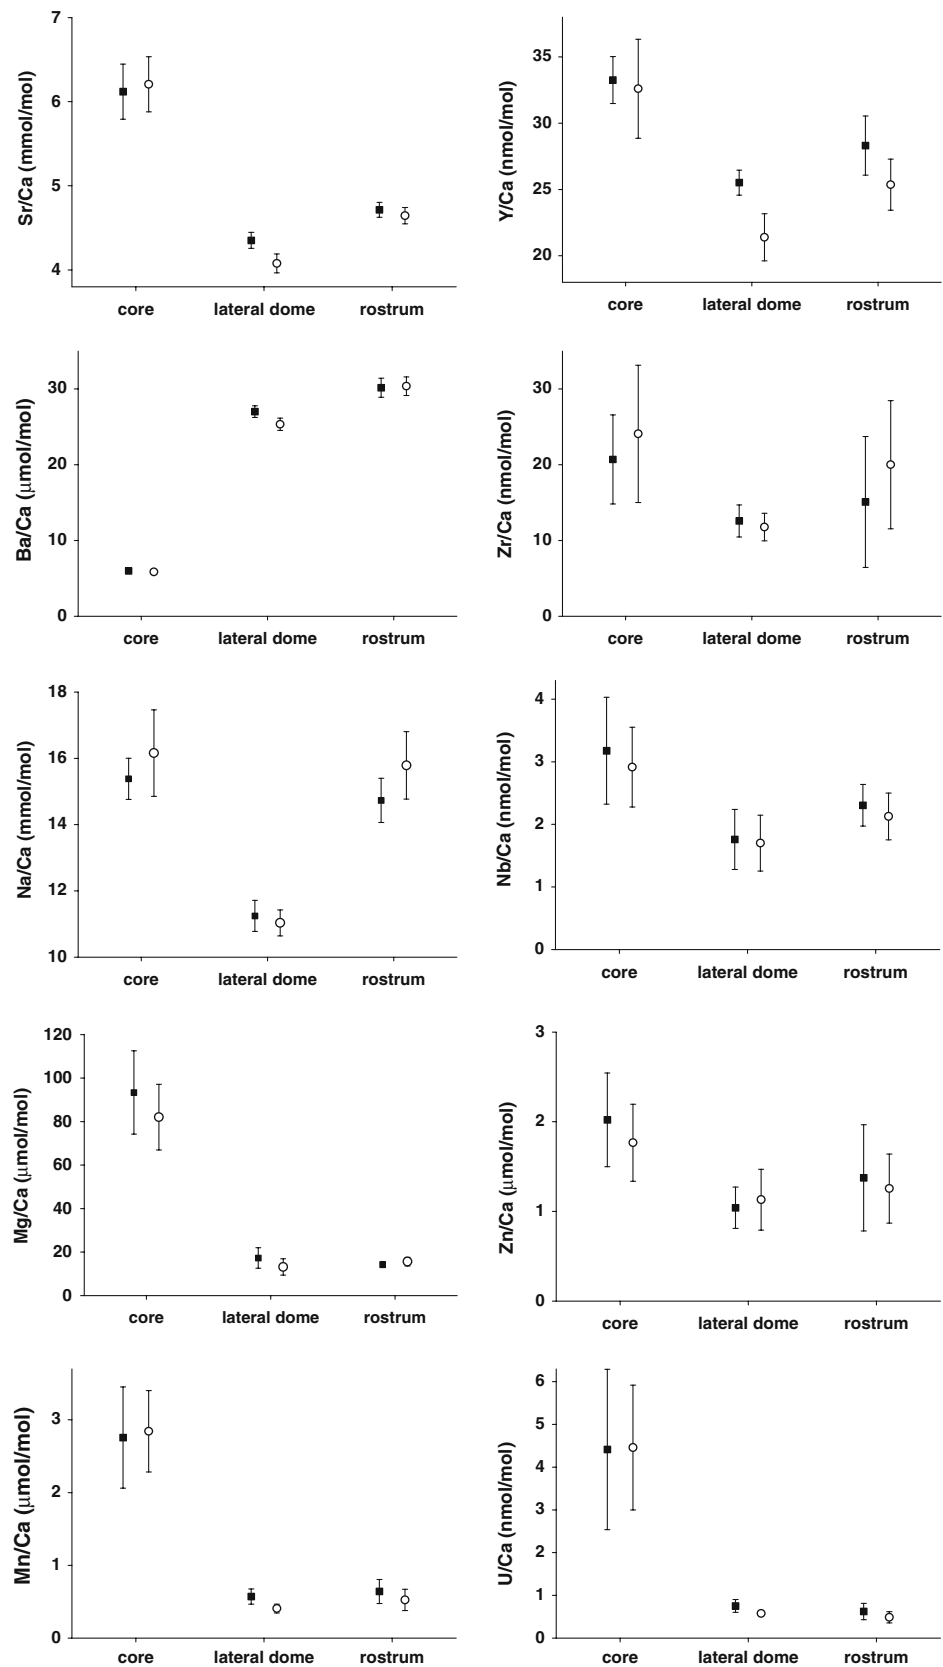 Sr/Ca (mmol/mol)
7
6
5
4
core lateral dome rostrum
Y/Ca (nmol/mol)
35
30
25
20
core lateral dome rostrum
Ba/Ca (μmol/mol)
30
20
10
0
core lateral dome rostrum
Zr/Ca (nmol/mol)
30
20
10
0
core lateral dome rostrum
Na/Ca (mmol/mol)
18
16
14
12
10
core lateral dome rostrum
Nb/Ca (nmol/mol)
4
3
2
1
0
core lateral dome rostrum
Mg/Ca (μmol/mol)
120
100
80
60
40
20
0
core lateral dome rostrum
Zn/Ca (μmol/mol)
3
2
1
0
core lateral dome rostrum
Mn/Ca (μmol/mol)
3
2
1
0
core lateral dome rostrum
U/Ca (nmol/mol)
6
5
4
3
2
1
0
core lateral dome rostrum